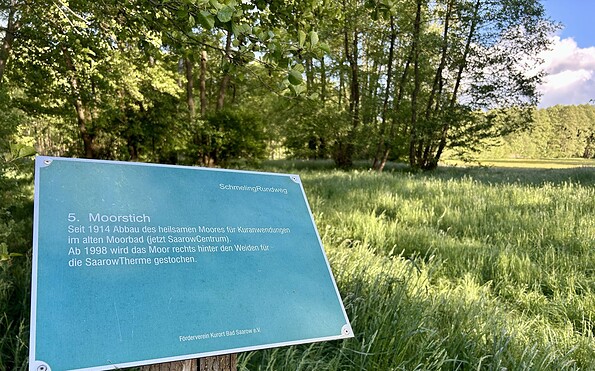 SchmelingRundweg
5. Moorstich
Seit 1914 Abbau des heilsamen Moores für Kuranwendungen
im alten Moorbad (jetzt SaarowCentrum).
Ab 1998 wird das Moor rechts hinter den Weiden für
die SaarowTherme gestochen.
Förderverein Kurort Bad Saarow e.V.